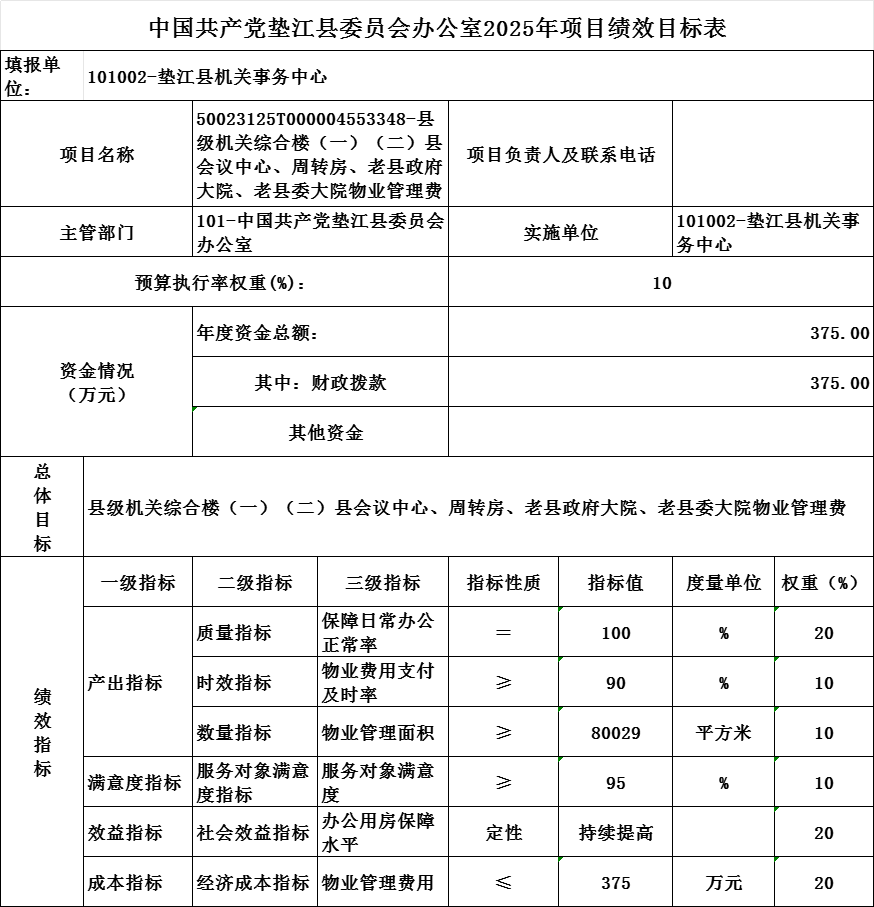 中国共产党垫江县委员会办公室2025年项目绩效目标表
填报单
位：
101002-垫江县机关事务中心
项目名称
50023125T000004553348-县
级机关综合楼（一）（二）县
会议中心、周转房、老县政府
大院、老县委大院物业管理费
项目负责人及联系电话
主管部门
101-中国共产党垫江县委员会
办公室
实施单位
101002-垫江县机关事
务中心
预算执行率权重(%)：
10
资金情况
（万元）
年度资金总额：
375.00
其中：财政拨款
375.00
其他资金
总
体
目
标
县级机关综合楼（一）（二）县会议中心、周转房、老县政府大院、老县委大院物业管理费
绩
效
指
标
一级指标 二级指标 三级指标 指标性质 指标值 度量单位 权重（%）
产出指标
质量指标
保障日常办公
正常率
＝ 100 % 20
时效指标
物业费用支付
及时率
≥ 90 % 10
数量指标 物业管理面积 ≥ 80029 平方米 10
满意度指标
服务对象满意
度指标
服务对象满意
度
≥ 95 % 10
效益指标 社会效益指标
办公用房保障
水平
定性 持续提高 20
成本指标 经济成本指标 物业管理费用 ≤ 375 万元 20